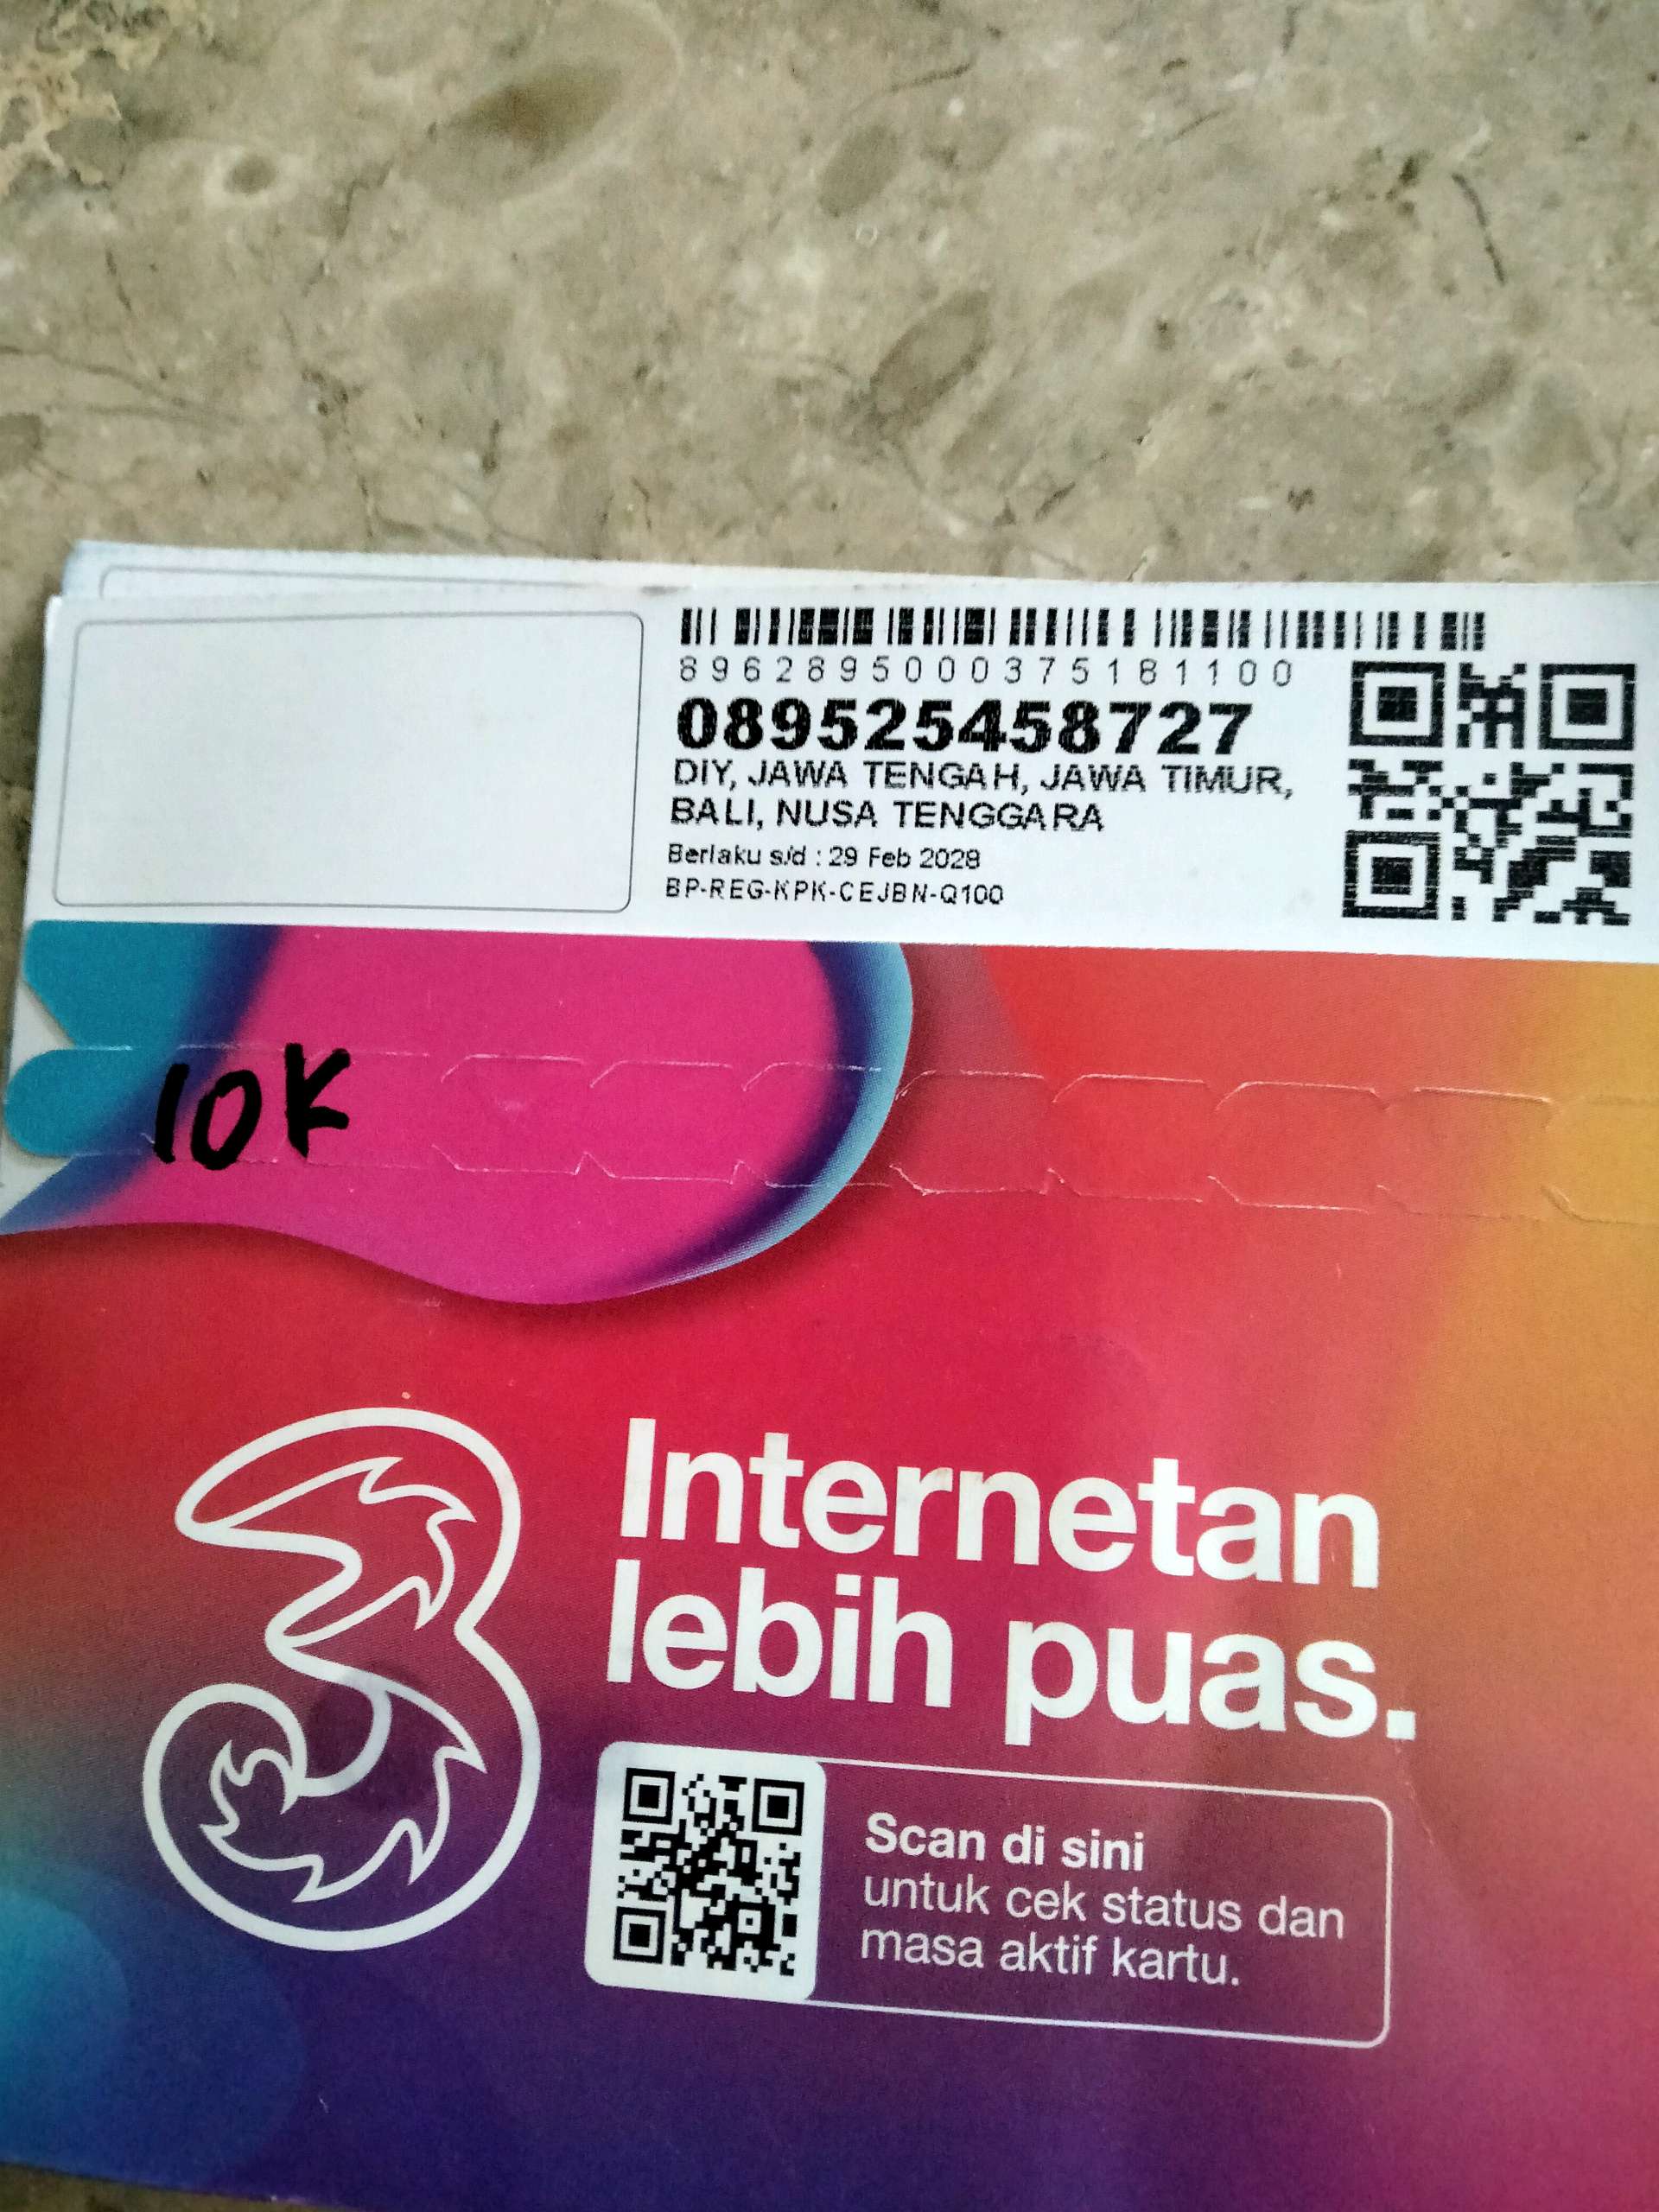 8962895000375181100
089525458727
DIY, JAWA TENGAH, JAWA TIMUR,
BALI, NUSA TENGGARA
Berlaku s/d : 29 Feb 2028
BP-REG-KPK-CEJBN-Q100
10K
3
Internetan
lebih puas.
Scan di sini
untuk cek status dan
masa aktif kartu.